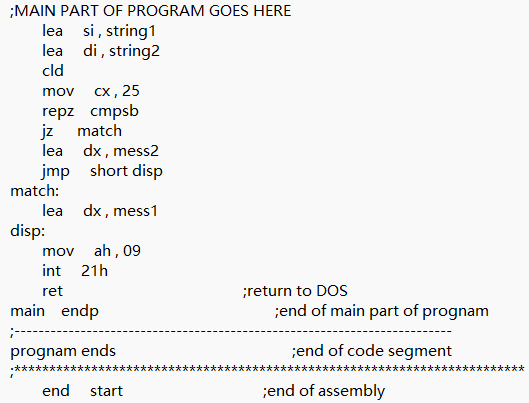 ;MAIN PART OF PROGRAM GOES HERE
lea si , string1
lea di , string2
cld
mov cx , 25
repz cmpsb
jz match
lea dx , mess2
jmp short disp
match:
lea dx , mess1
disp:
mov ah , 09
int 21h
ret ;return to DOS
main endp ;end of main part of prognam
;-----------------------------------------------------------------------
prognam ends ;end of code segment
;*************************************************************************
end start ;end of assembly